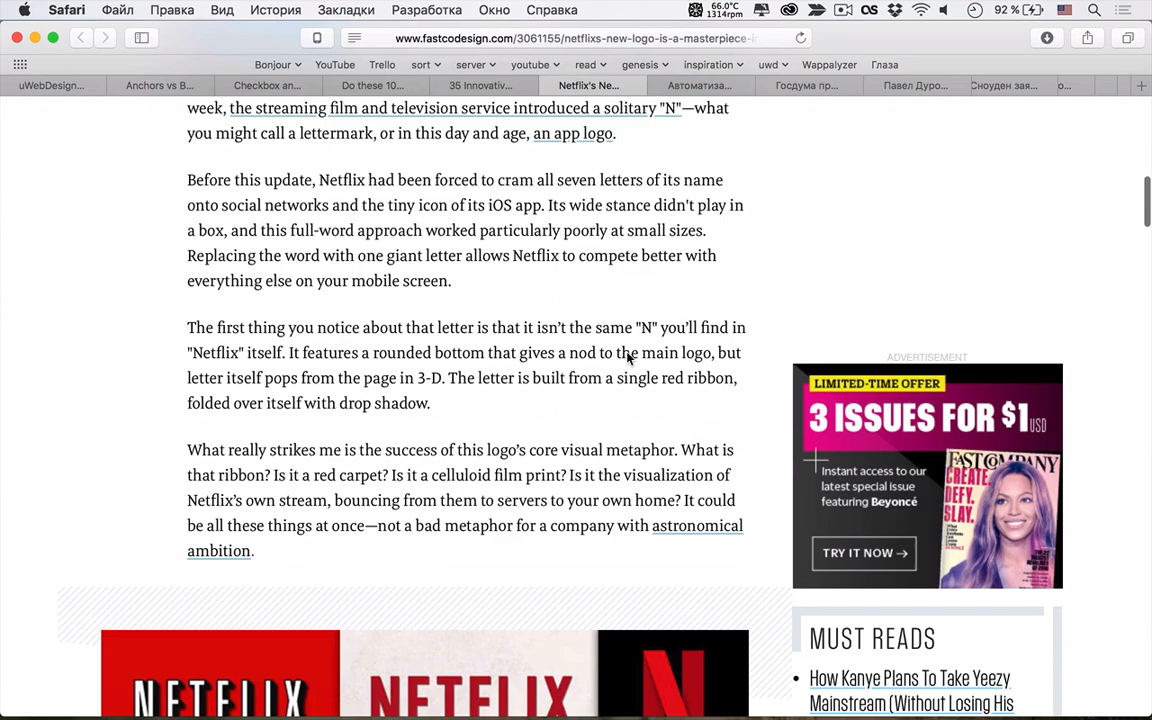 Safari Файл Правка Вид История Закладки Разработка Окно Справка 66.0°C 1314rpm 92 %
www.fastcodesign.com/3061155/netflixs-new-logo-is-a-masterpiece-i
Bonjour YouTube Trello sort server youtube read genesis inspiration uwd Wappalyzer Глаза
uWebDesign... Anchors vs B... Checkbox an... Do these 10... 35 Innovativ... Netflix's Ne... Автоматиза... Госдума пр... Павел Дуро... Сноуден зая... о...
week, the streaming film and television service introduced a solitary "N"—what
you might call a lettermark, or in this day and age, an app logo.
Before this update, Netflix had been forced to cram all seven letters of its name
onto social networks and the tiny icon of its iOS app. Its wide stance didn't play in
a box, and this full-word approach worked particularly poorly at small sizes.
Replacing the word with one giant letter allows Netflix to compete better with
everything else on your mobile screen.
The first thing you notice about that letter is that it isn't the same "N" you'll find in
"Netflix" itself. It features a rounded bottom that gives a nod to the main logo, but
letter itself pops from the page in 3-D. The letter is built from a single red ribbon,
folded over itself with drop shadow.
What really strikes me is the success of this logo's core visual metaphor. What is
that ribbon? Is it a red carpet? Is it a celluloid film print? Is it the visualization of
Netflix's own stream, bouncing from them to servers to your own home? It could
be all these things at once—not a bad metaphor for a company with astronomical
ambition.
NETFLIX NETFLIX N
ADVERTISEMENT
LIMITED-TIME OFFER
3 ISSUES FOR $1 USD
Instant access to our
latest special issue
featuring Beyoncé
TRY IT NOW →
FAST COMPANY
CREATE.
DEFY.
SLAY.
MUST READS
• How Kanye Plans To Take Yeezy
Mainstream (Without Losing His